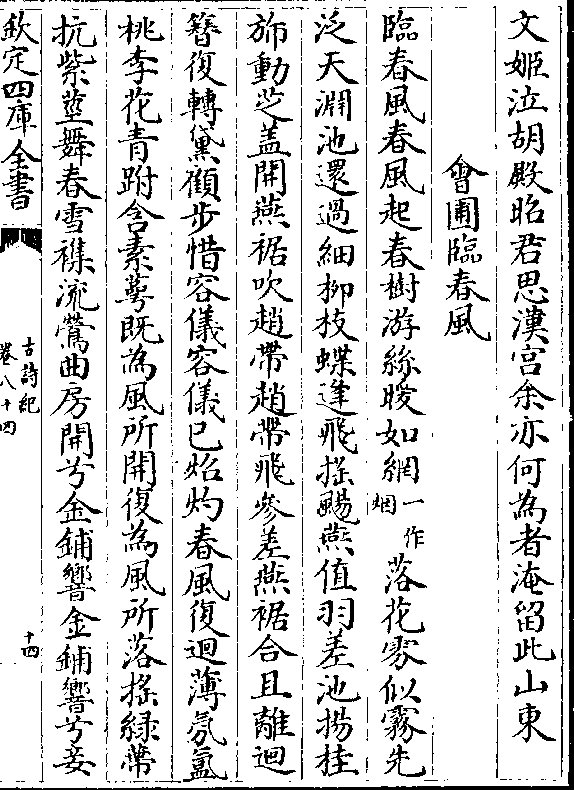 文姬泣胡殿昭君思漢宫余亦何為者淹留此山東
會圃臨春風
臨春風春風起春樹游絲暧如網一作烟落花雰似霧先
泛天淵池還過細栁枝蝶逢飛摇颺燕值羽差池揚桂
斾動芝盖開燕裾吹趙帶趙帶飛參差燕裾合且離迴
簪復轉黛顧步惜容儀容儀已炤灼春風復迴薄氛氲
桃李花青跗含素蕚既為風所開復為風所落摇緑蔕
抗紫莖舞春雪襍流鶯曲房開兮金鋪響金鋪響兮妾
欽定四庫全書
古詩紀
卷八十四
十四